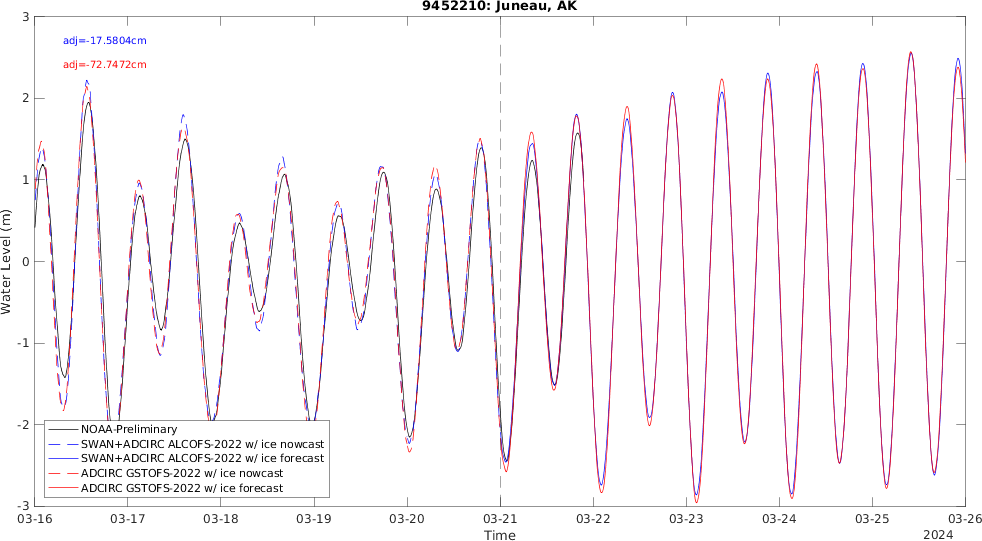 9452210: Juneau, AK
adj=-17.5804cm
adj=-72.7472cm
Water Level (m)
3
2
1
0
-1
-2
-3
NOAA-Preliminary
SWAN+ADCIRC ALCOFS-2022 w/ ice nowcast
SWAN+ADCIRC ALCOFS-2022 w/ ice forecast
ADCIRC GSTOFS-2022 w/ ice nowcast
ADCIRC GSTOFS-2022 w/ ice forecast
03-16 03-17 03-18 03-19 03-20 03-21 03-22 03-23 03-24 03-25 03-26
Time
2024